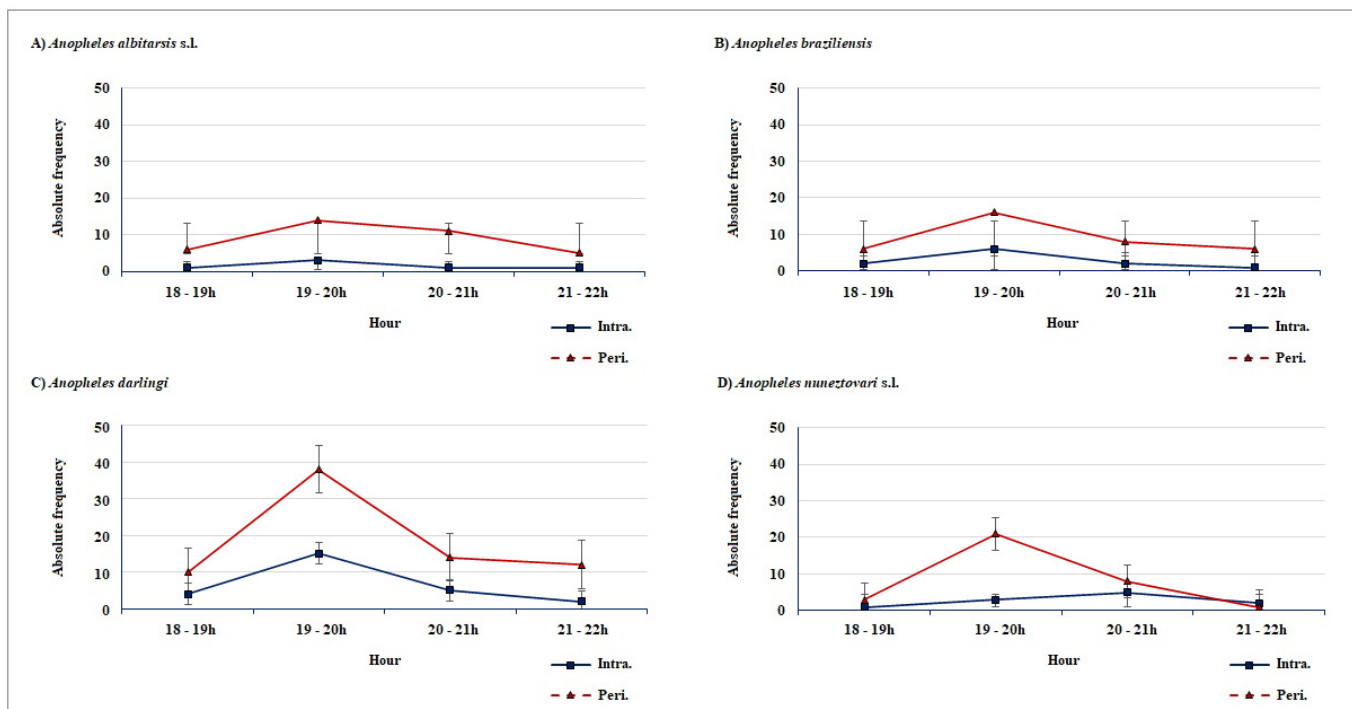 A) Anopheles albitarsis s.l.
Absolute frequency
50
40
30
20
10
0
18 - 19h 19 - 20h 20 - 21h 21 - 22h
Hour
Intra.
Peri.
B) Anopheles braziliensis
Absolute frequency
50
40
30
20
10
0
18 - 19h 19 - 20h 20 - 21h 21 - 22h
Hour
Intra.
Peri.
C) Anopheles darlingi
Absolute frequency
50
40
30
20
10
0
18 - 19h 19 - 20h 20 - 21h 21 - 22h
Hour
Intra.
Peri.
D) Anopheles nuneztovari s.l.
Absolute frequency
50
40
30
20
10
0
18 - 19h 19 - 20h 20 - 21h 21 - 22h
Hour
Intra.
Peri.